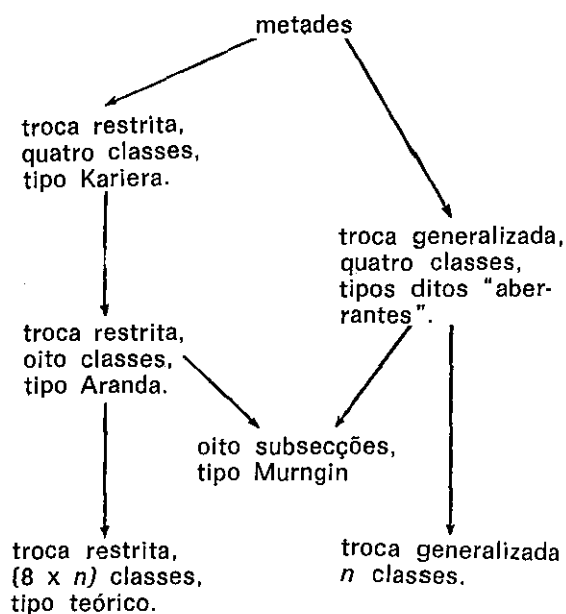 metades
troca restrita,
quatro classes,
tipo Kariera.
troca generalizada,
quatro classes,
tipos ditos "aber-
rantes".
troca restrita,
oito classes,
tipo Aranda.
oito subsecções,
tipo Murngin
troca restrita,
(8 x n) classes,
tipo teórico.
troca generalizada
n classes.